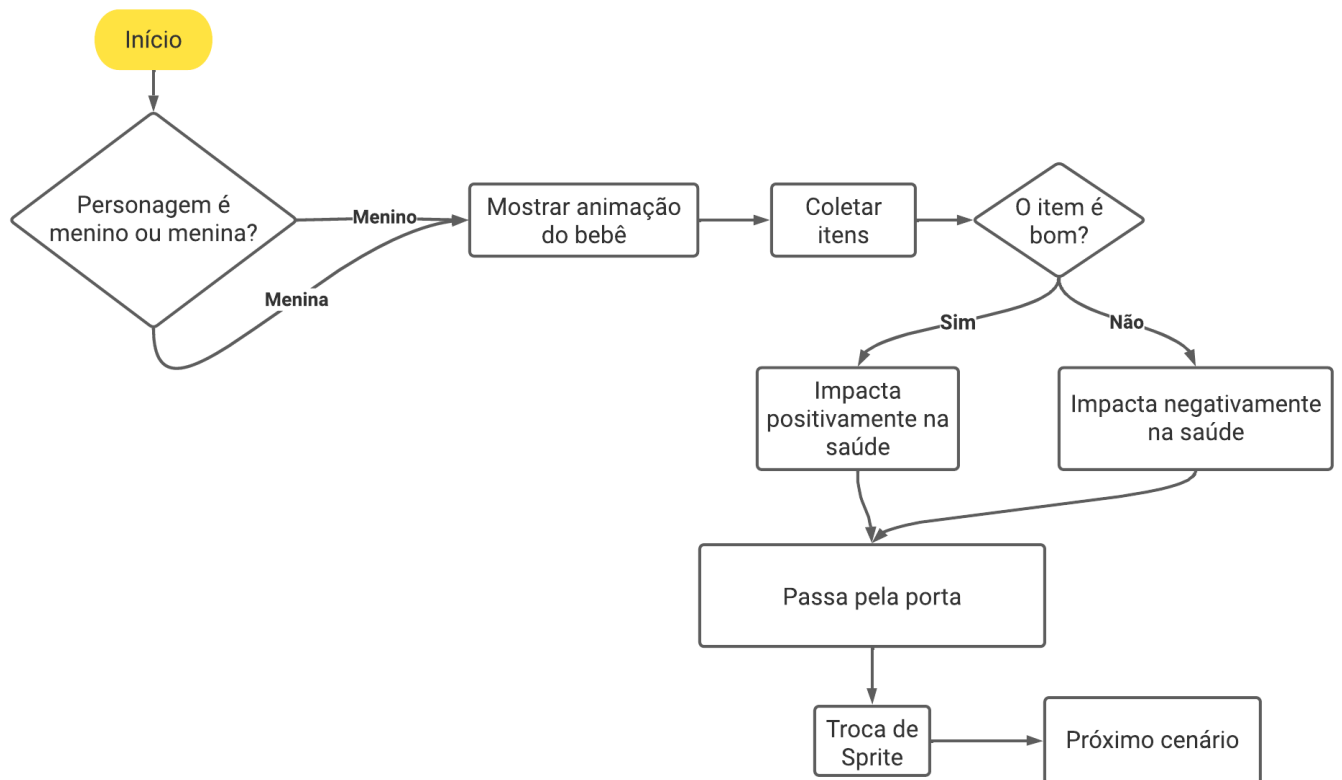 Início
Personagem é
menino ou menina?
Menino
Menina
Mostrar animação
do bebê
Coletar
itens
O item é
bom?
Sim
Não
Impacta
positivamente na
saúde
Impacta negativamente
na saúde
Passa pela porta
Troca de
Sprite
Próximo cenário